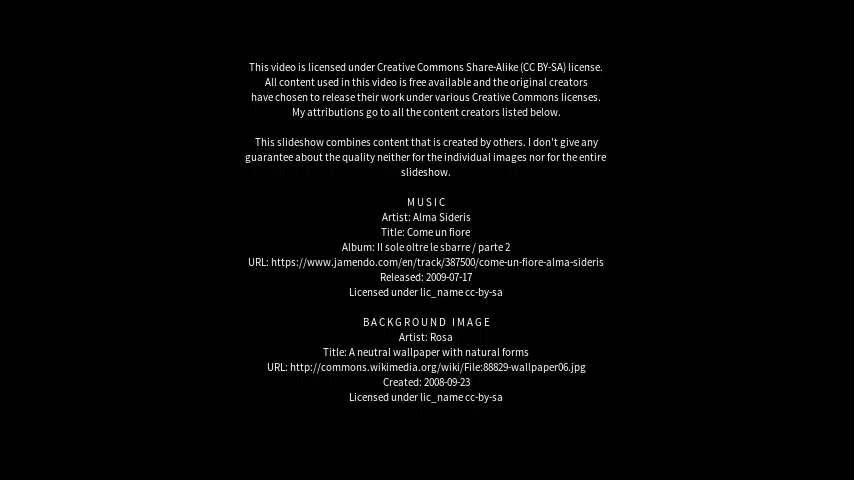 This video is licensed under Creative Commons Share-Alike (CC BY-SA) license.
All content used in this video is free available and the original creators
have chosen to release their work under various Creative Commons licenses.
My attributions go to all the content creators listed below.
This slideshow combines content that is created by others. I don't give any
guarantee about the quality neither for the individual images nor for the entire
slideshow.
MUSIC
Artist: Alma Sideris
Title: Come un fiore
Album: Il sole oltre le sbarre / parte 2
URL: https://www.jamendo.com/en/track/387500/come-un-fiore-alma-sideris
Released: 2009-07-17
Licensed under lic_name cc-by-sa
BACKGROUND IMAGE
Artist: Rosa
Title: A neutral wallpaper with natural forms
URL: http://commons.wikimedia.org/wiki/File:88829-wallpaper06.jpg
Created: 2008-09-23
Licensed under lic_name cc-by-sa